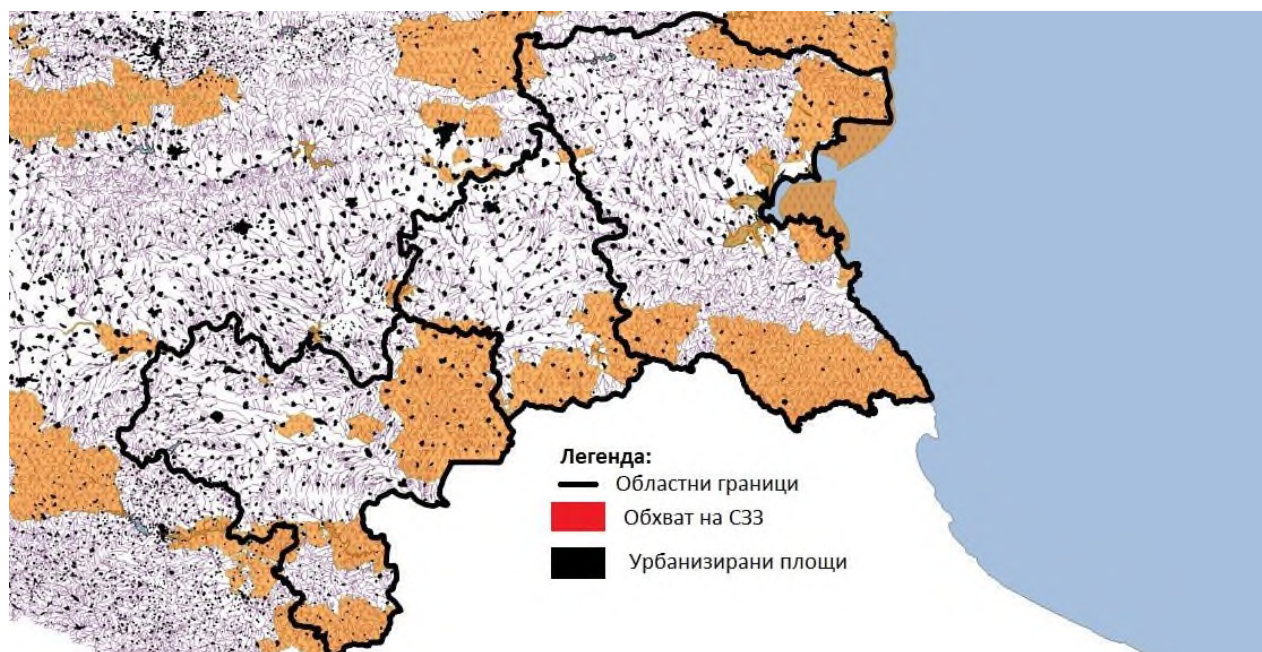 Легенда:
Областни граници
Обхват на СЗЗ
Урбанизирани площи